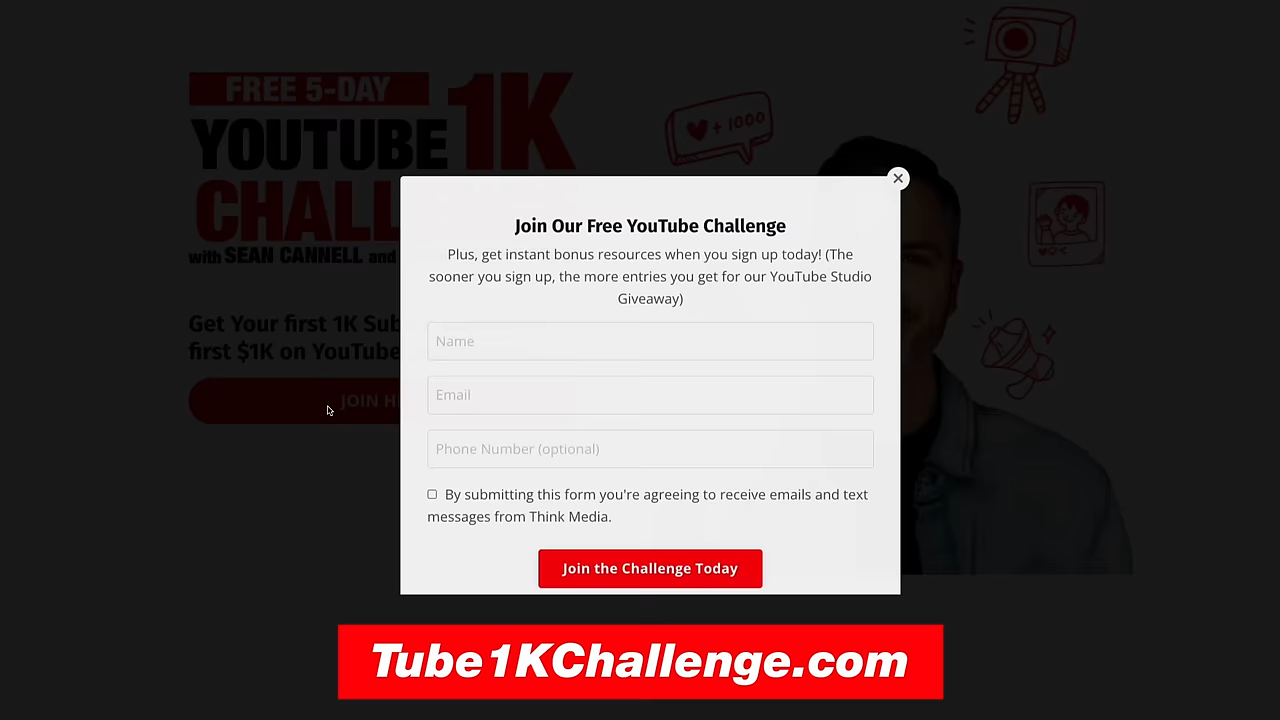 FREE 5-DAY
YOUTUBE 1K
CHALL
with SEAN CANNELL and
Get Your first 1K Sub
first $1K on YouTube
JOIN H
+ 1000
Join Our Free YouTube Challenge
Plus, get instant bonus resources when you sign up today! (The
sooner you sign up, the more entries you get for our YouTube Studio
Giveaway)
Name
Email
Phone Number (optional)
By submitting this form you're agreeing to receive emails and text
messages from Think Media.
Join the Challenge Today
Tube1KChallenge.com